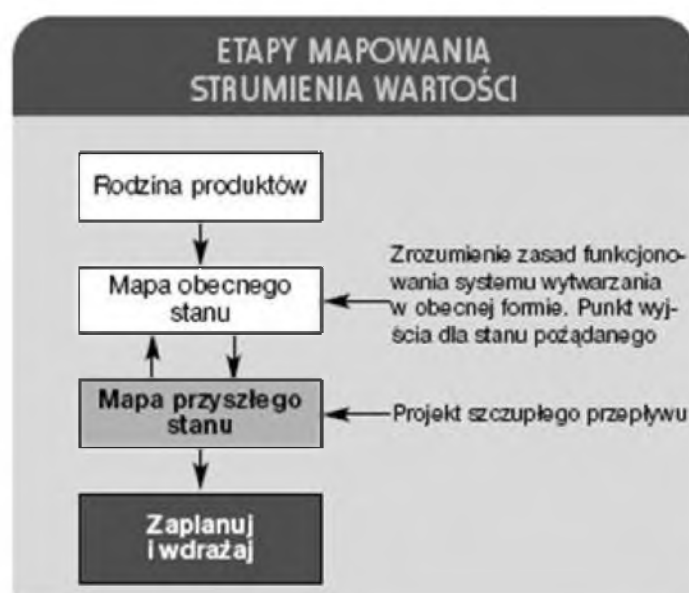 ETAPY MAPOWANIA
STRUMIENIA WARTOŚCI
Rodzina produktów
Mapa obecnego
stanu
Zrozumienie zasad funkcjono-
wania systemu wytwarzania
w obecnej formie. Punkt wyj-
ścia dla stanu pożądanego
Mapa przyszłego
stanu
Projekt szczupłego przepływu
Zaplanuj
i wdrażaj